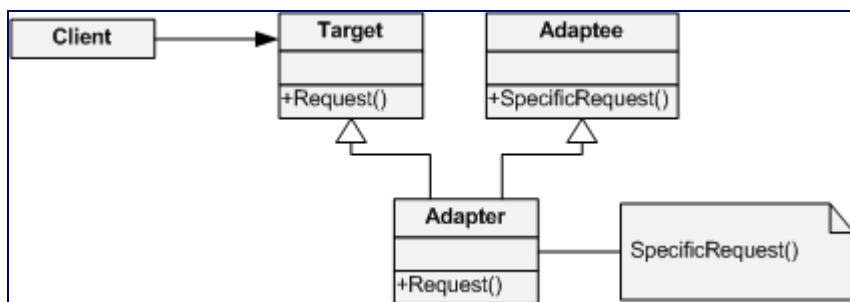 Client
Target
+Request()
Adaptee
+SpecificRequest()
Adapter
+Request()
SpecificRequest()